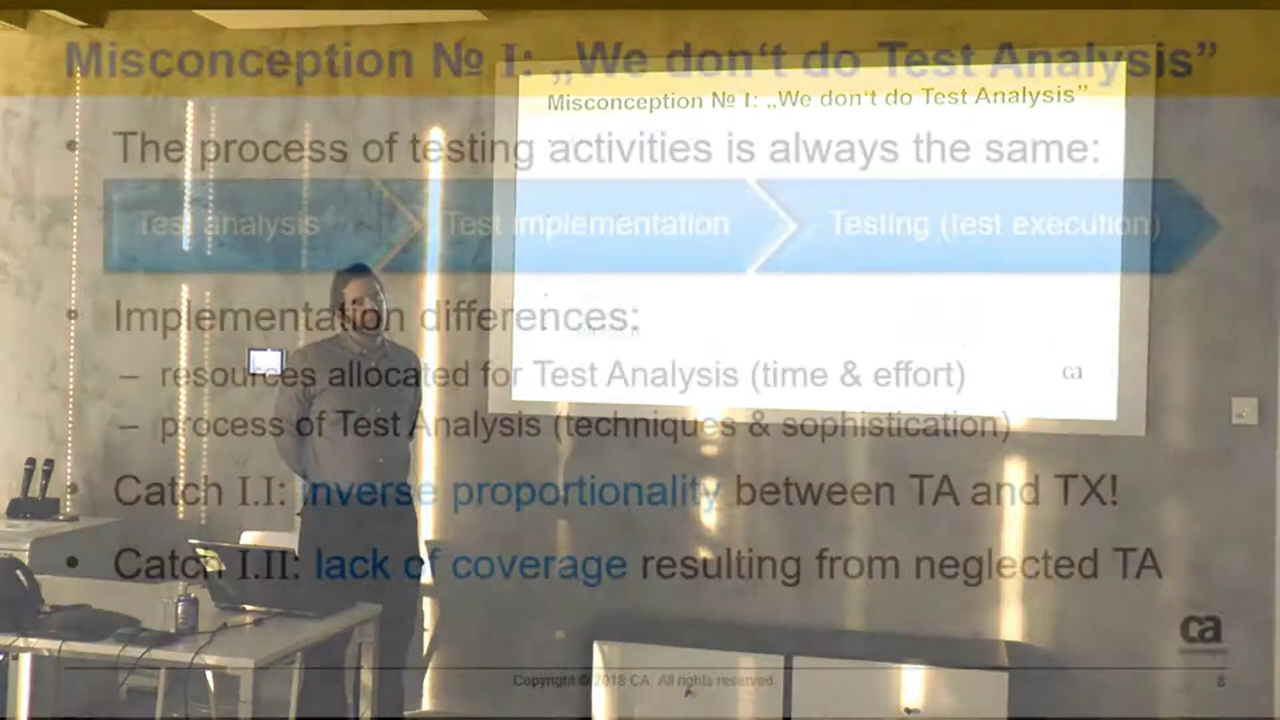 Misconception № I: „We don‘t do Test Analysis”
Misconception № I: „We don‘t do Test Analysis”
• The process of testing activities is always the same:
Test analysis Test implementation Testing (test execution)
• Implementation differences:
– resources allocated for Test Analysis (time & effort)
ca
– process of Test Analysis (techniques & sophistication)
• Catch I.I: inverse proportionality between TA and TX!
• Catch I.II: lack of coverage resulting from neglected TA
ca
Copyright © 2018 CA. All rights reserved
8